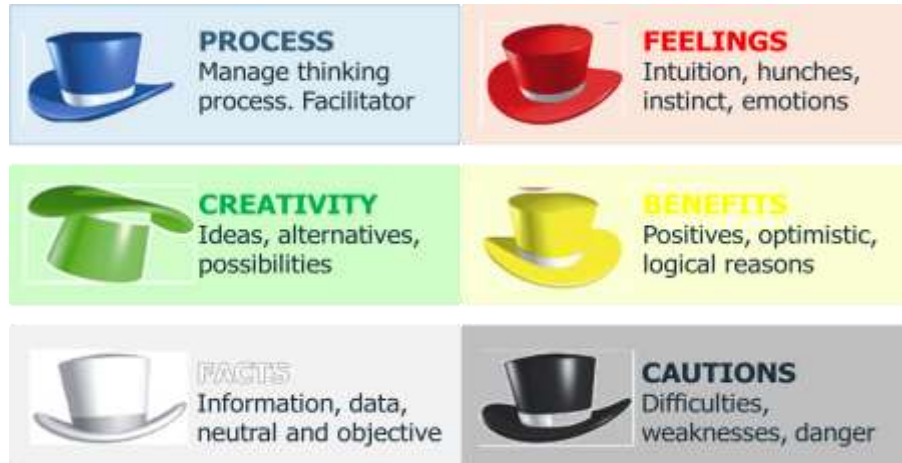 PROCESS
Manage thinking
process. Facilitator
FEELINGS
Intuition, hunches,
instinct, emotions
CREATIVITY
Ideas, alternatives,
possibilities
BENEFITS
Positives, optimistic,
logical reasons
FACTS
Information, data,
neutral and objective
CAUTIONS
Difficulties,
weaknesses, danger